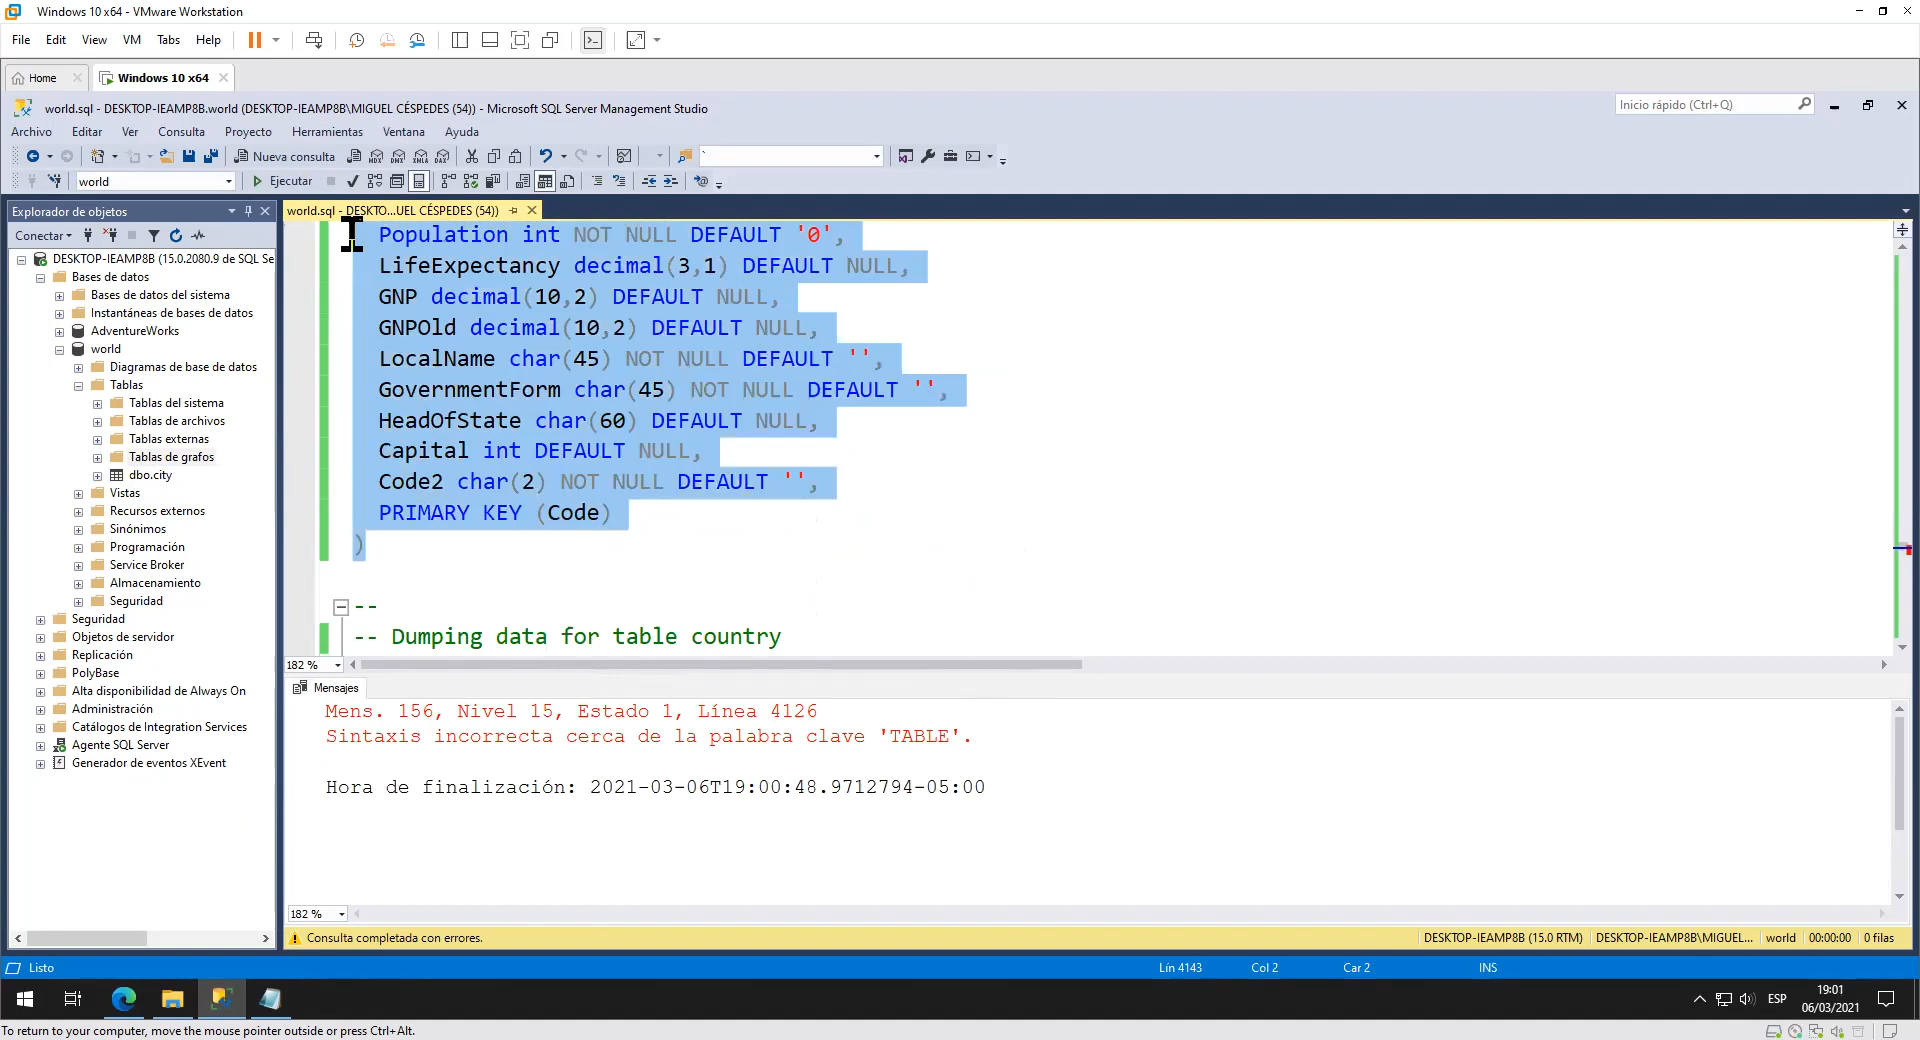 Windows 10 x64 - VMware Workstation
File Edit View VM Tabs Help
Home Windows 10 x64
world.sql - DESKTOP-IEAMP8B.world (DESKTOP-IEAMP8B\MIGUEL CÉSPEDES (54)) - Microsoft SQL Server Management Studio
Inicio rápido (Ctrl+Q)
Archivo Editar Ver Consulta Proyecto Herramientas Ventana Ayuda
Nueva consulta MDX DMX XMLA DAX `
world Ejecutar
Explorador de objetos
Conectar
DESKTOP-IEAMP8B (15.0.2080.9 dr SQL Se
Bases de datos
Bases de datos del sistema
Instantáneas de bases de datos
AdventureWorks
world
Diagramas de base de datos
Tablas
Tablas del sistema
Tablas de archivos
Tablas externas
Tablas de grafos
dbo.city
Vistas
Recursos externos
Sinónimos
Programación
Service Broker
Almacenamiento
Seguridad
Seguridad
Objetos de servidor
Replicación
PolyBase
Alta disponibilidad de Always On
Administración
Catálogos de Integration Services
Agente SQL Server
Generador de eventos XEvent
world.sql - DESKTO...UEL CÉSPEDES (54))
Population int NOT NULL DEFAULT '0',
LifeExpectancy decimal(3,1) DEFAULT NULL,
GNP decimal(10,2) DEFAULT NULL,
GNPOld decimal(10,2) DEFAULT NULL,
LocalName char(45) NOT NULL DEFAULT '',
GovernmentForm char(45) NOT NULL DEFAULT '',
HeadOfState char(60) DEFAULT NULL,
Capital int DEFAULT NULL,
Code2 char(2) NOT NULL DEFAULT '',
PRIMARY KEY (Code)
)
--
-- Dumping data for table country
182 %
Mensajes
Mens. 156, Nivel 15, Estado 1, Línea 4126
Sintaxis incorrecta cerca de la palabra clave 'TABLE'.
Hora de finalización: 2021-03-06T19:00:48.9712794-05:00
182 %
Consulta completada con errores.
DESKTOP-IEAMP8B (15.0 RTM) DESKTOP-IEAMP8B\MIGUEL... world 00:00:00 0 filas
Listo
Lín 4143 Col 2 Car 2 INS
ESP
19:01
06/03/2021
To return to your computer, move the mouse pointer outside or press Ctrl+Alt.